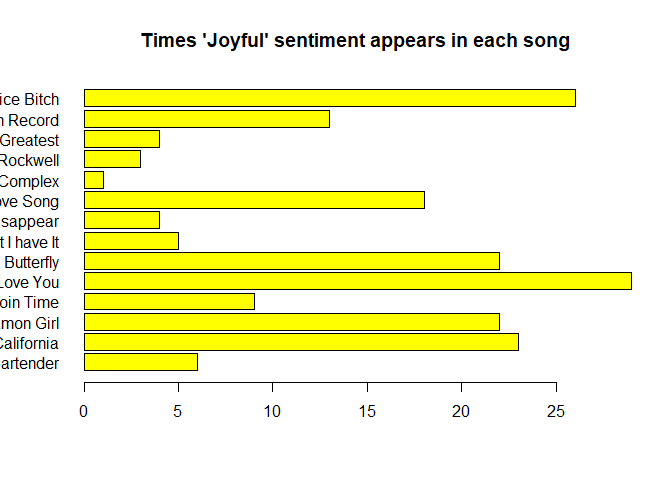 Times 'Joyful' sentiment appears in each song
ice Bitch
n Record
Greatest
Rockwell
Complex
ove Song
sappear
t I have It
Butterfly
Love You
oin Time
mon Girl
California
artender
0 5 10 15 20 25